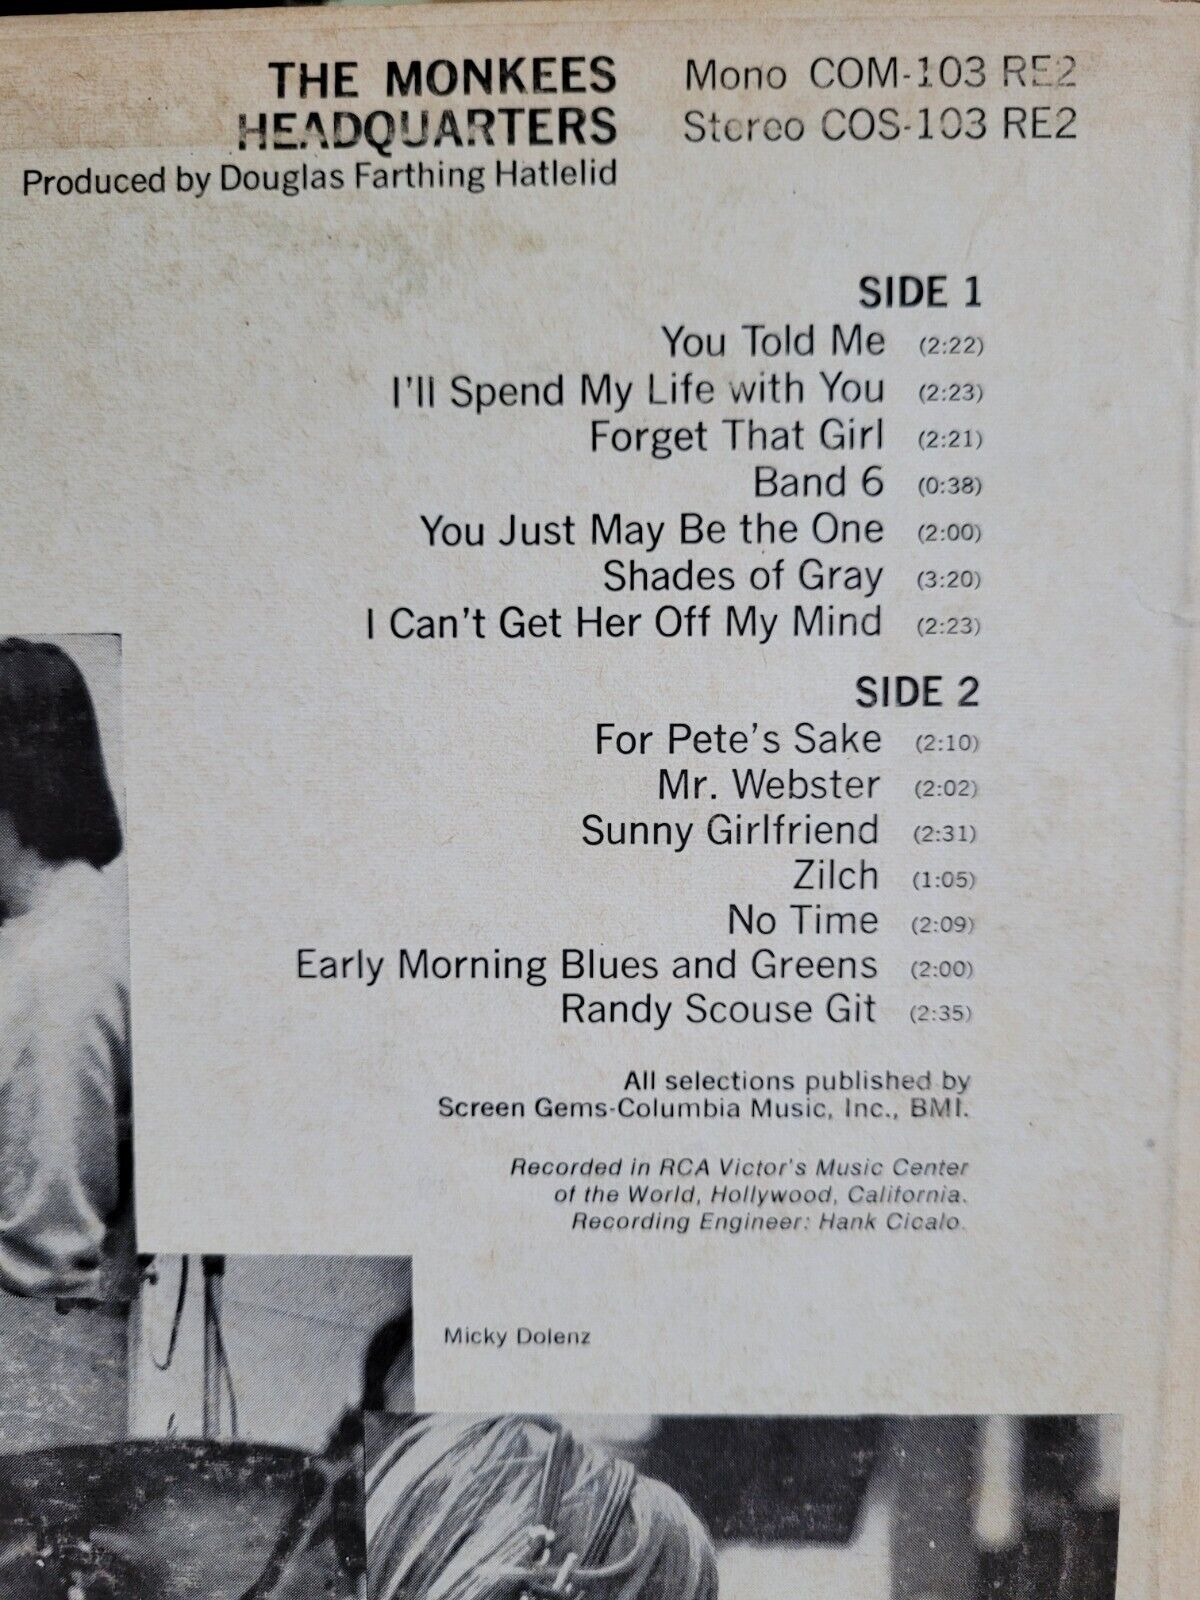 THE MONKEES
HEADQUARTERS
Produced by Douglas Farthing Hatlelid
Mono COM-103 RE2
Stereo COS-103 RE2
SIDE 1
You Told Me (2:22)
I'll Spend My Life with You (2:23)
Forget That Girl (2:21)
Band 6 (0:38)
You Just May Be the One (2:00)
Shades of Gray (3:20)
I Can't Get Her Off My Mind (2:23)
SIDE 2
For Pete's Sake (2:10)
Mr. Webster (2:02)
Sunny Girlfriend (2:31)
Zilch (1:05)
No Time (2:09)
Early Morning Blues and Greens (2:00)
Randy Scouse Git (2:35)
All selections published by
Screen Gems-Columbia Music, Inc., BMI.
Recorded in RCA Victor's Music Center
of the World, Hollywood, California.
Recording Engineer: Hank Cicalo.
Micky Dolenz